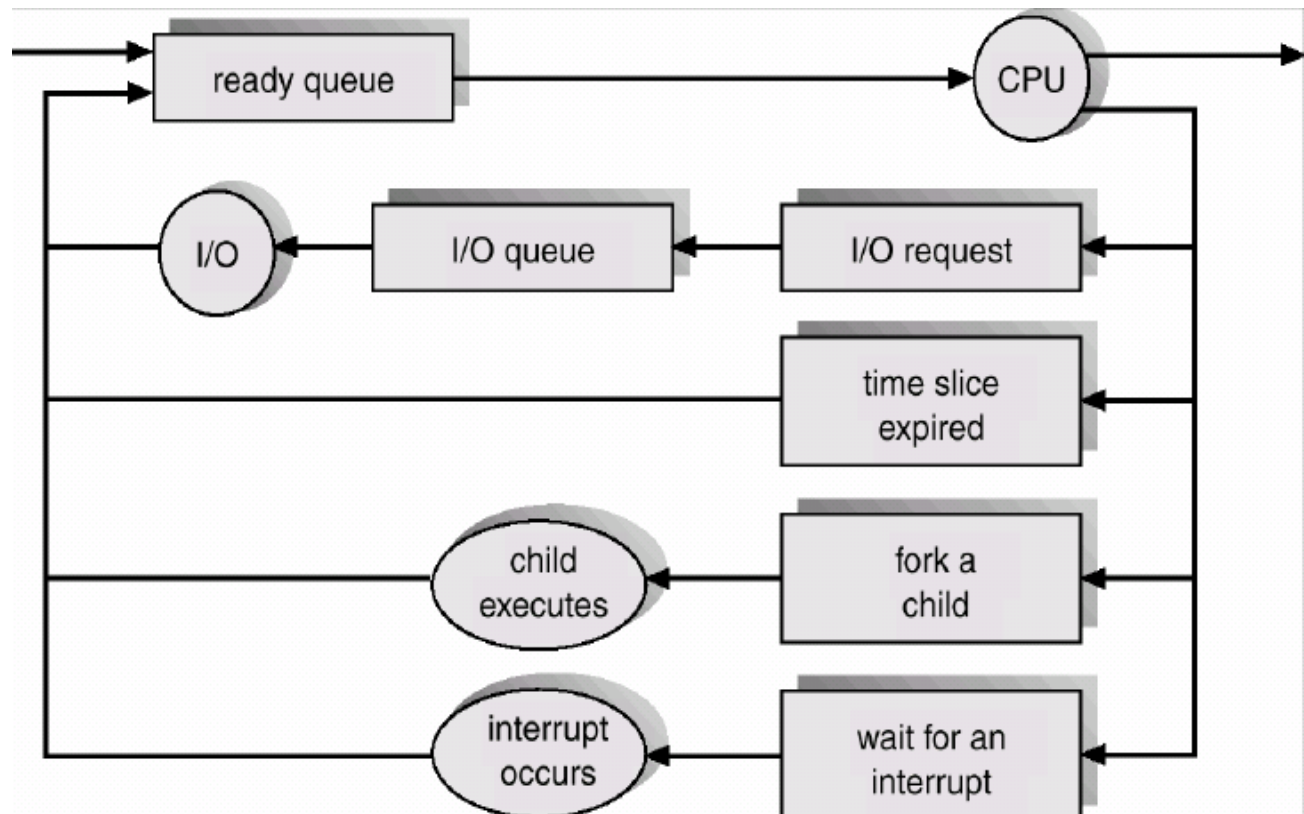 ready queue
CPU
I/O
I/O queue
I/O request
time slice
expired
child
executes
fork a
child
interrupt
occurs
wait for an
interrupt